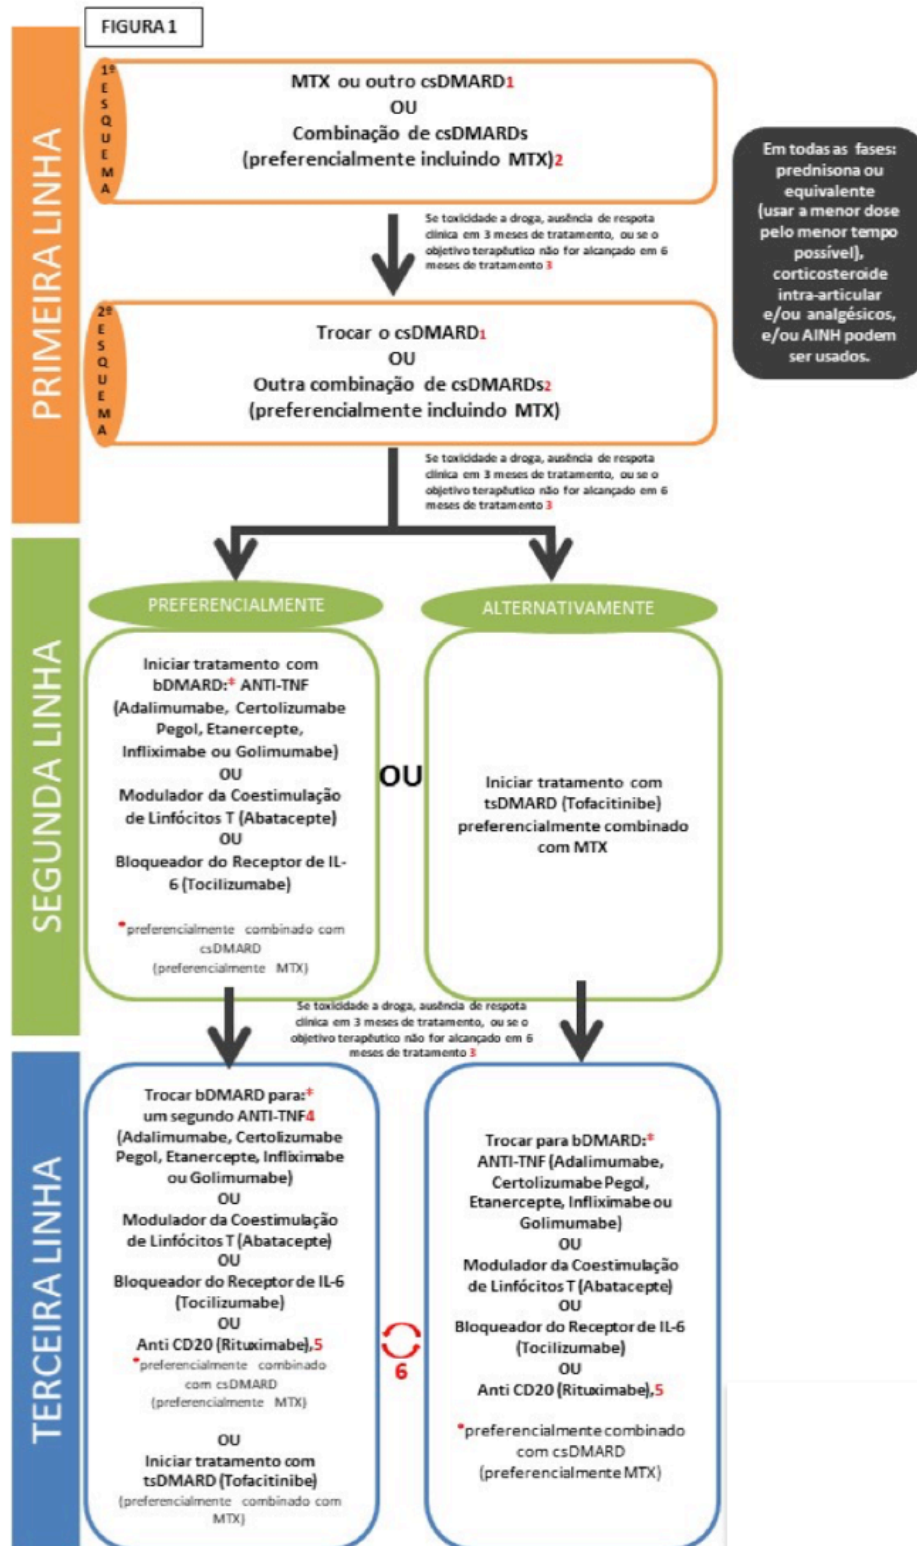 FIGURA 1
PRIMEIRA LINHA
1º
ESQUEMA
MTX ou outro csDMARD1
OU
Combinação de csDMARDs
(preferencialmente incluindo MTX)2
Em todas as fases:
prednisona ou
equivalente
(usar a menor dose
pelo menor tempo
possível),
corticosteroide
intra-articular
e/ou analgésicos,
e/ou AINH podem
ser usados.
Se toxicidade a droga, ausência de respota
clínica em 3 meses de tratamento, ou se o
objetivo terapêutico não for alcançado em 6
meses de tratamento 3
2º
ESQUEMA
Trocar o csDMARD1
OU
Outra combinação de csDMARDs2
(preferencialmente incluindo MTX)
Se toxicidade a droga, ausência de respota
clínica em 3 meses de tratamento, ou se o
objetivo terapêutico não for alcançado em 6
meses de tratamento 3
SEGUNDA LINHA
PREFERENCIALMENTE
Iniciar tratamento com
bDMARD:* ANTI-TNF
(Adalimumabe, Certolizumabe
Pegol, Etanercepte,
Infliximabe ou Golimumabe)
OU
Modulador da Coestimulação
de Linfócitos T (Abatacepte)
OU
Bloqueador do Receptor de IL-
6 (Tocilizumabe)
*preferencialmente combinado com
csDMARD
(preferencialmente MTX)
OU
ALTERNATIVAMENTE
Iniciar tratamento com
tsDMARD (Tofacitinibe)
preferencialmente combinado
com MTX
Se toxicidade a droga, ausência de respota
clínica em 3 meses de tratamento, ou se o
objetivo terapêutico não for alcançado em 6
meses de tratamento 3
TERCEIRA LINHA
Trocar bDMARD para:*
um segundo ANTI-TNF4
(Adalimumabe, Certolizumabe
Pegol, Etanercepte, Infliximabe
ou Golimumabe)
OU
Modulador da Coestimulação
de Linfócitos T (Abatacepte)
OU
Bloqueador do Receptor de IL-6
(Tocilizumabe)
OU
Anti CD20 (Rituximabe),5
*preferencialmente combinado
com csDMARD
(preferencialmente MTX)
OU
Iniciar tratamento com
tsDMARD (Tofacitinibe)
(preferencialmente combinado com
MTX)
6
Trocar para bDMARD:*
ANTI-TNF (Adalimumabe,
Certolizumabe Pegol,
Etanercepte, Infliximabe ou
Golimumabe)
OU
Modulador da Coestimulação
de Linfócitos T (Abatacepte)
OU
Bloqueador do Receptor de IL-6
(Tocilizumabe)
OU
Anti CD20 (Rituximabe),5
*preferencialmente combinado
com csDMARD
(preferencialmente MTX)